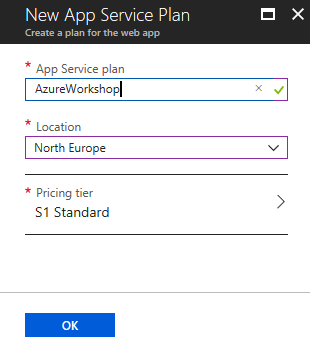 New App Service Plan
Create a plan for the web app
* App Service plan
AzureWorkshop
* Location
North Europe
* Pricing tier
S1 Standard
OK